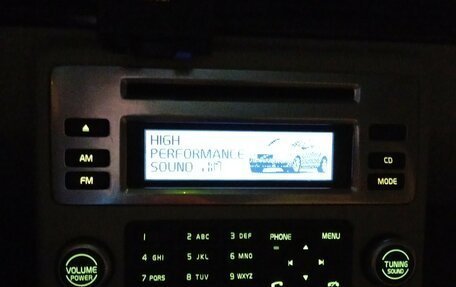 HIGH
PERFORMANCE
SOUND
AM
FM
CD
MODE
1 2 ABC 3 DEF
4 GHI 5 JKL 6 MNO
7 PQRS 8 TUV 9 WXYZ
PHONE MENU
VOLUME
POWER
TUNING
SOUND